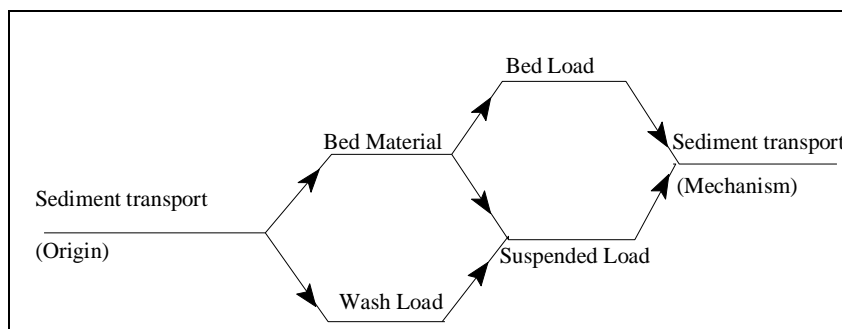 Bed Load
Bed Material
Sediment transport
(Mechanism)
Sediment transport
(Origin)
Suspended Load
Wash Load